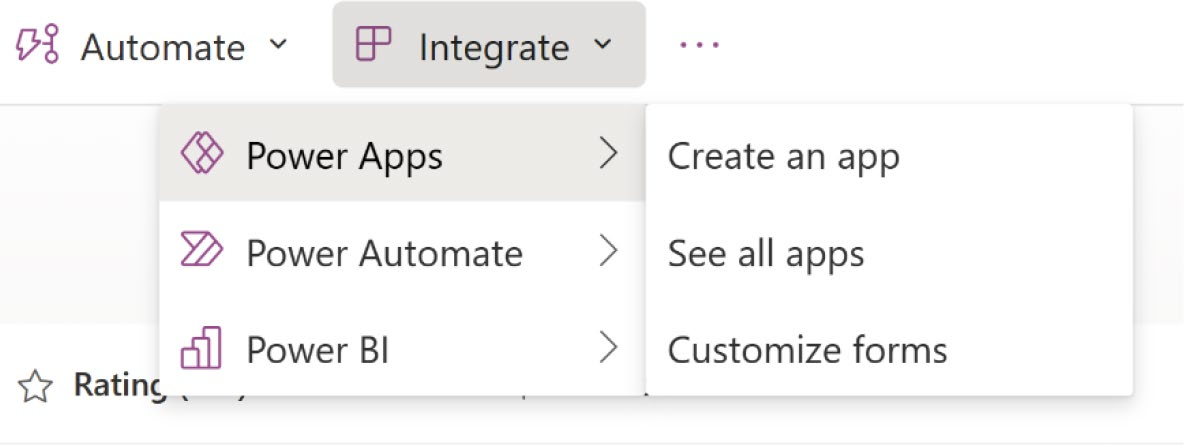 Automate
Integrate
Power Apps
Create an app
Power Automate
See all apps
Power BI
Customize forms
Rating